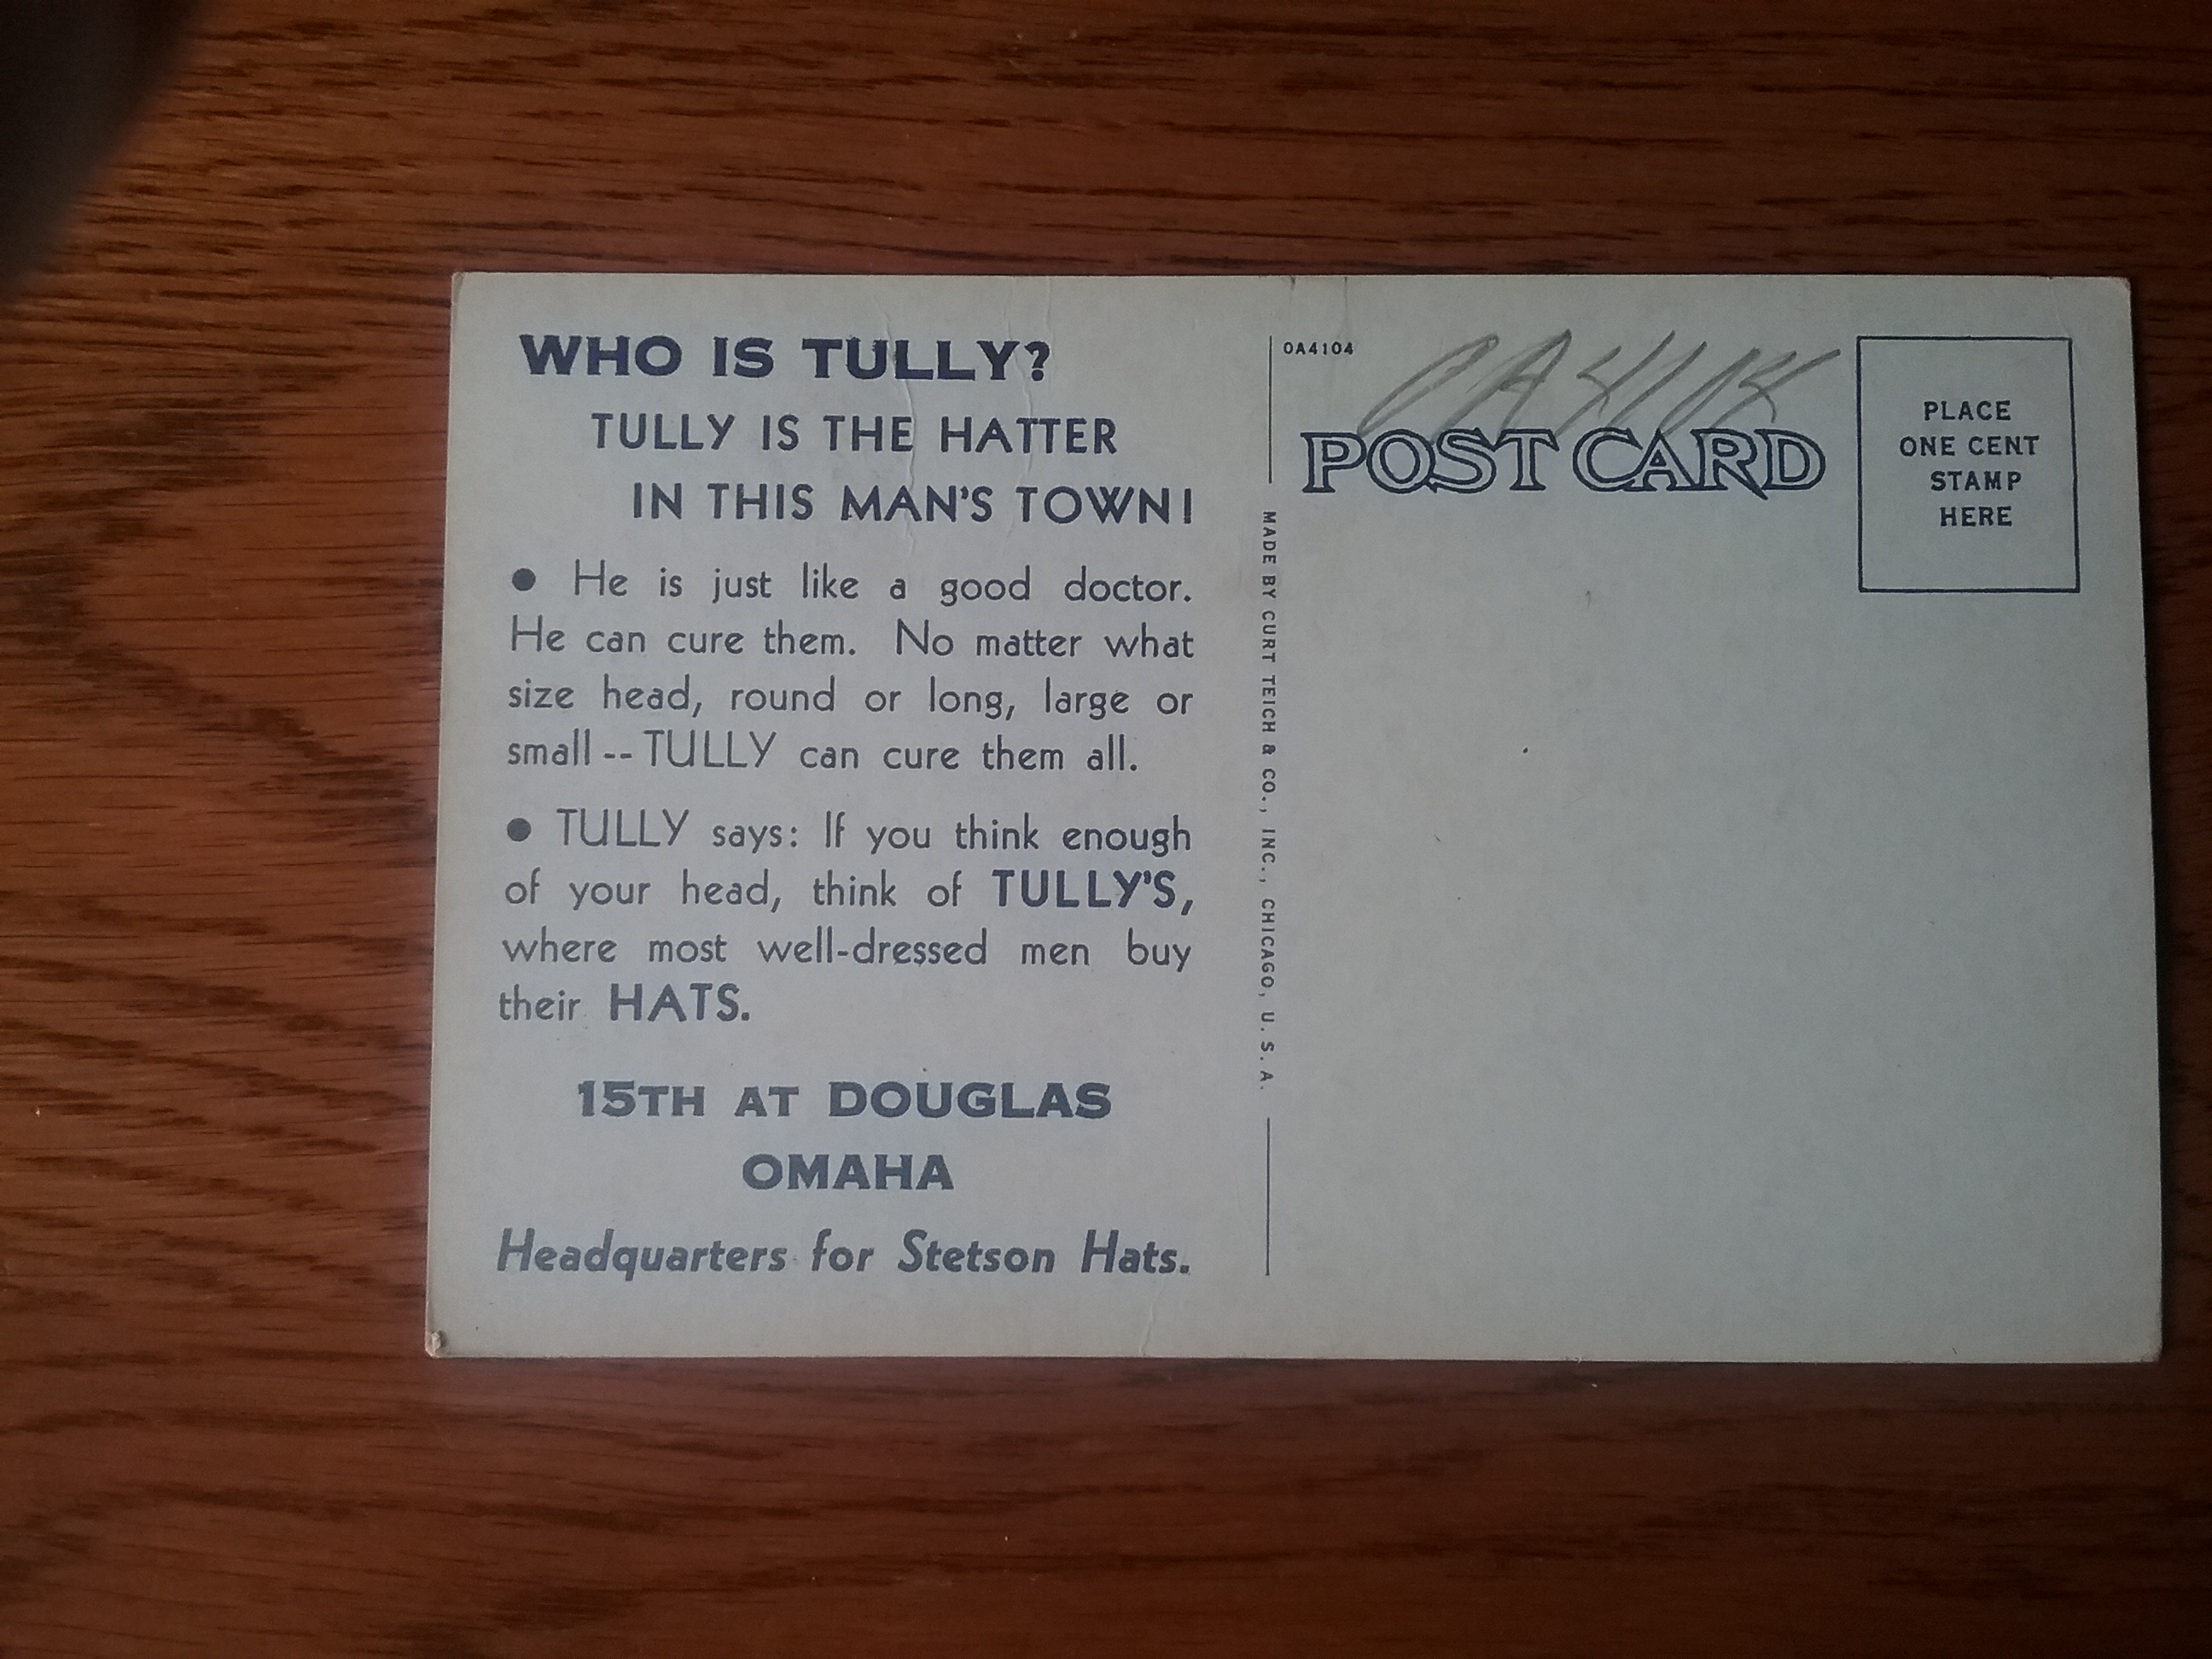 WHO IS TULLY?
TULLY IS THE HATTER
IN THIS MAN'S TOWN!
● He is just like a good doctor.
He can cure them. No matter what
size head, round or long, large or
small -- TULLY can cure them all.
● TULLY says: If you think enough
of your head, think of TULLY'S,
where most well-dressed men buy
their HATS.
15TH AT DOUGLAS
OMAHA
Headquarters for Stetson Hats.
MADE BY CURT TEICH & CO., INC., CHICAGO, U. S. A.
0A4104
OA4104
POST CARD
PLACE
ONE CENT
STAMP
HERE